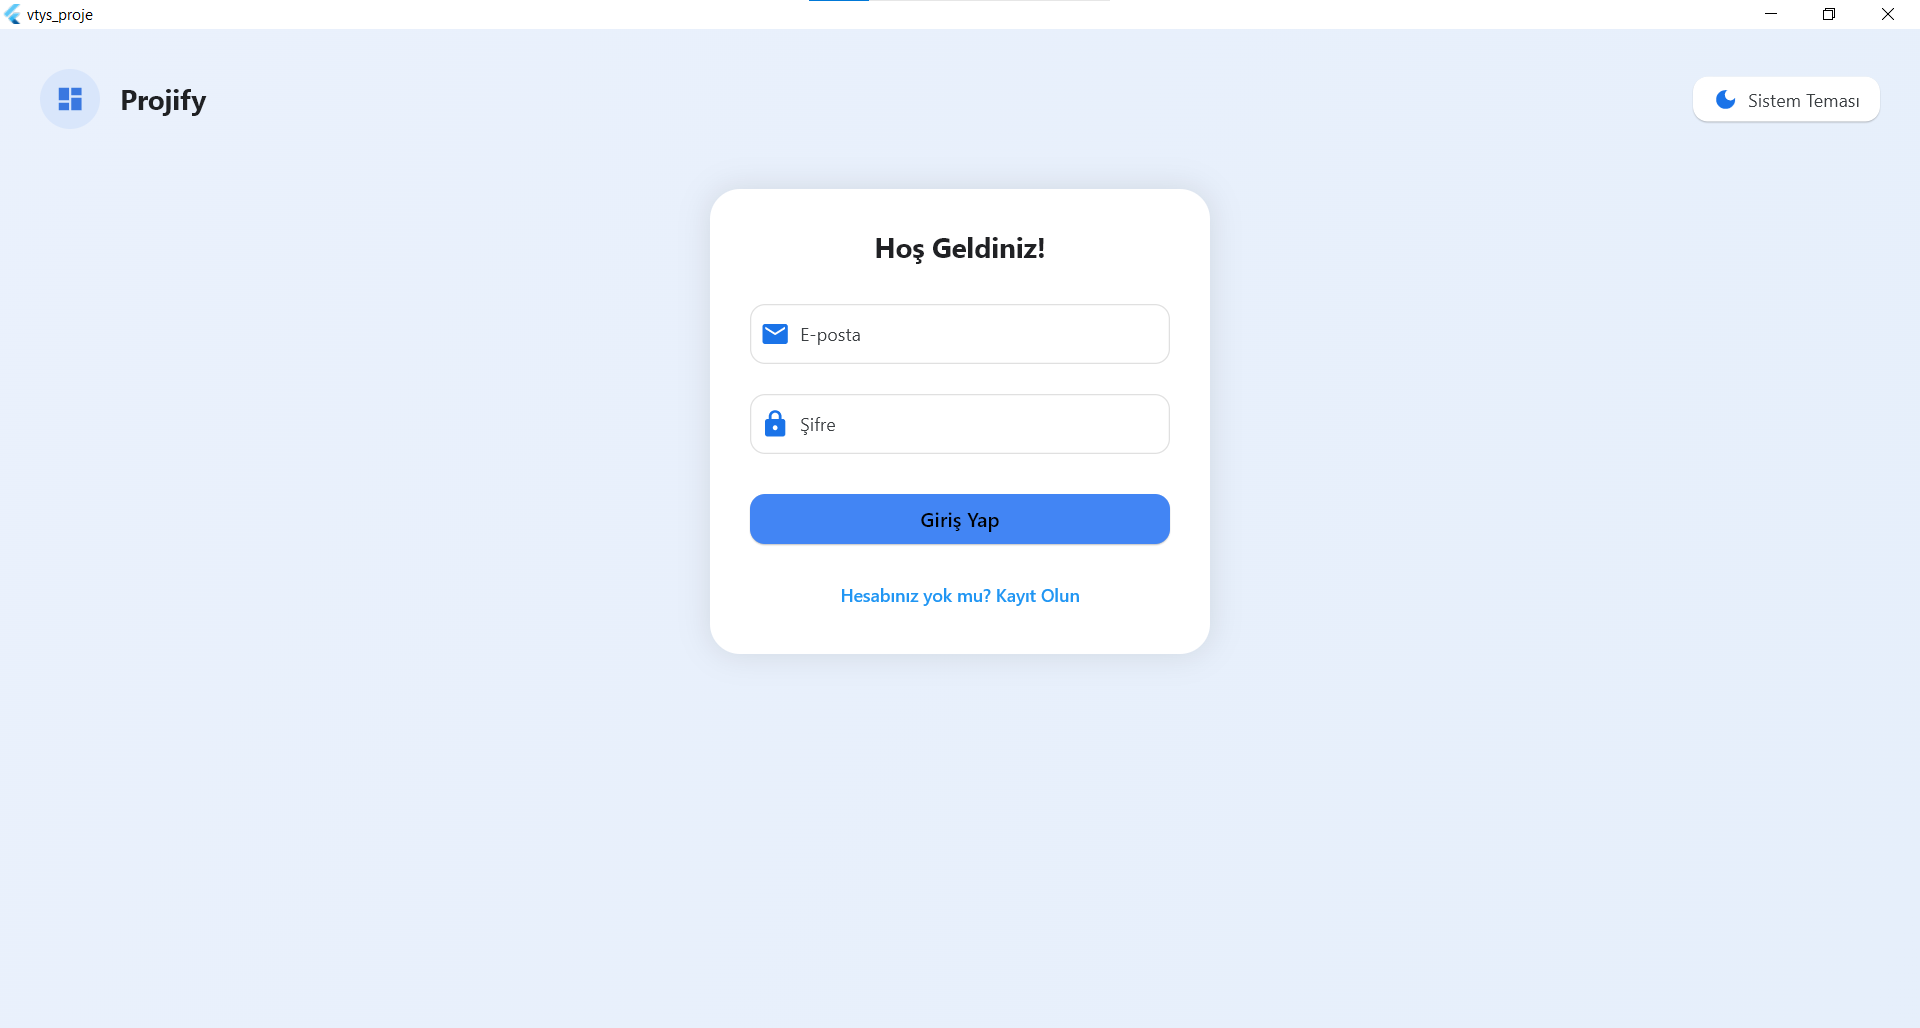 vtys_proje
Projify
Sistem Teması
Hoş Geldiniz!
E-posta
Şifre
Giriş Yap
Hesabınız yok mu? Kayıt Olun